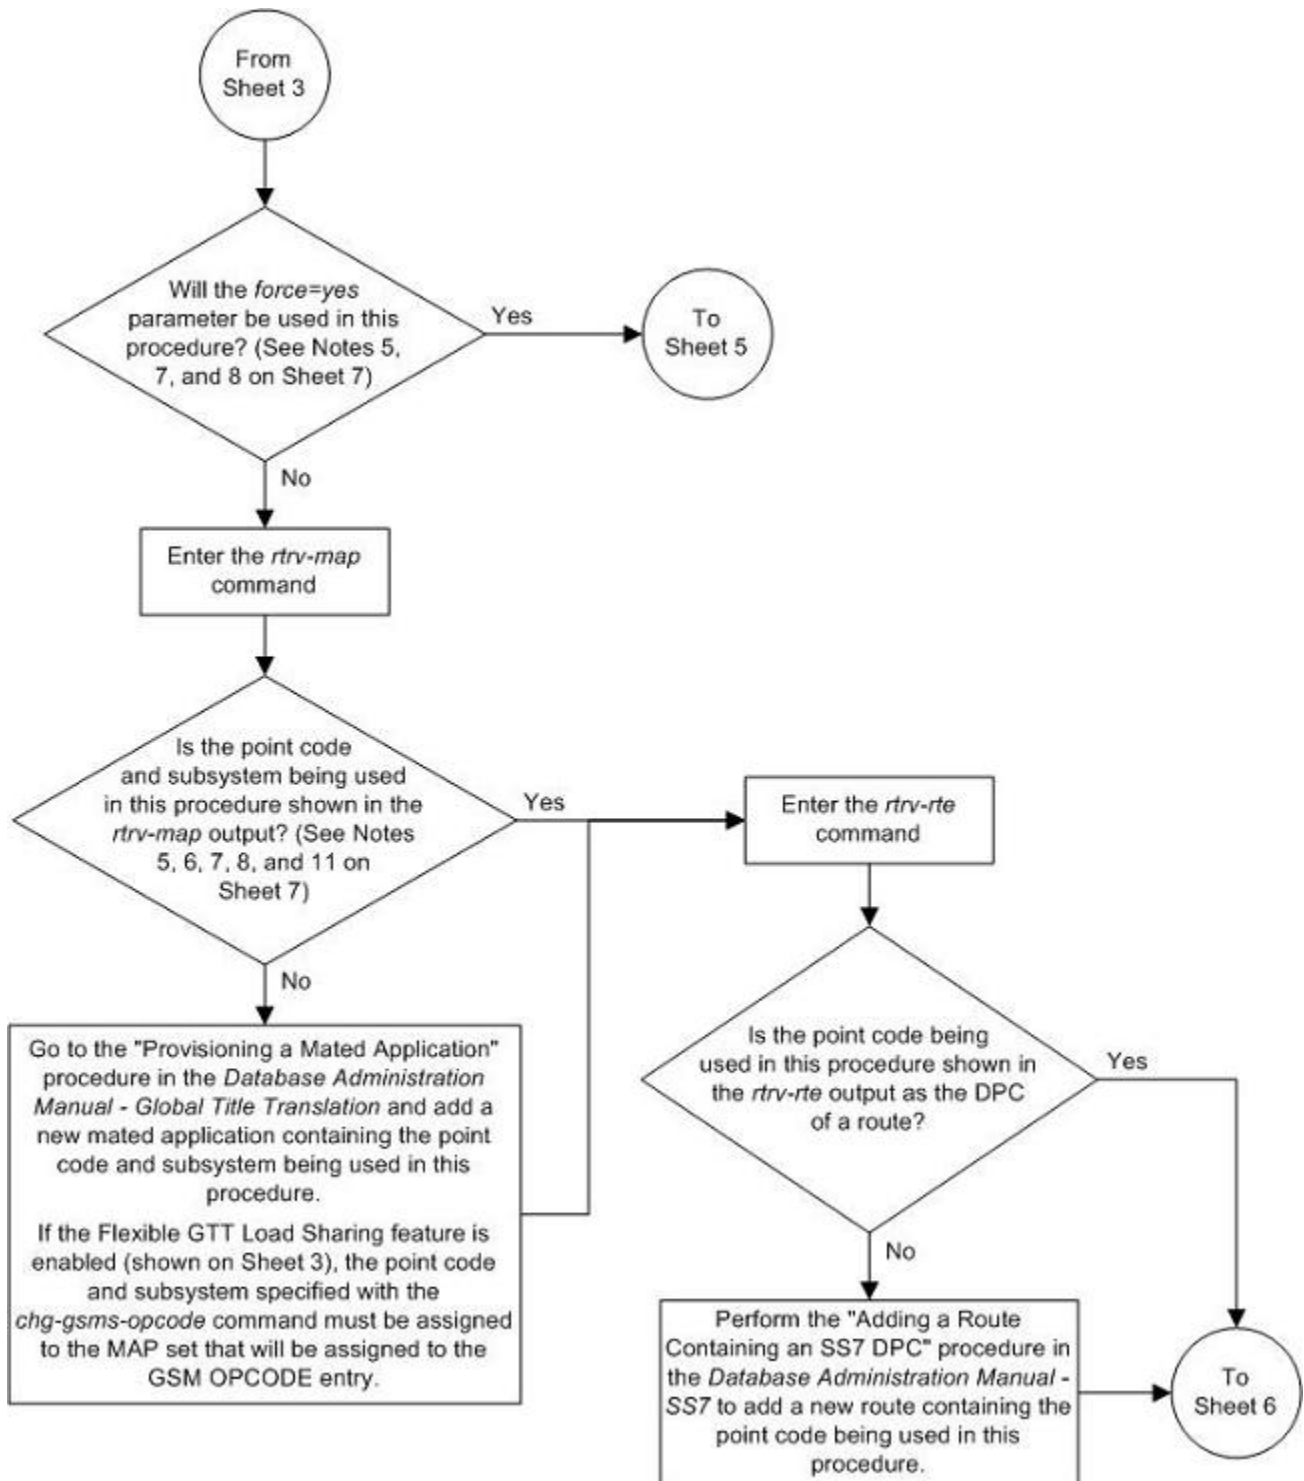 From
Sheet 3
Will the force=yes
parameter be used in this
procedure? (See Notes 5,
7, and 8 on Sheet 7)
Yes
To
Sheet 5
No
Enter the rtrv-map
command
Is the point code
and subsystem being used
in this procedure shown in the
rtrv-map output? (See Notes
5, 6, 7, 8, and 11 on
Sheet 7)
Yes
Enter the rtrv-rte
command
No
Go to the "Provisioning a Mated Application"
procedure in the Database Administration
Manual - Global Title Translation and add a
new mated application containing the point
code and subsystem being used in this
procedure.
If the Flexible GTT Load Sharing feature is
enabled (shown on Sheet 3), the point code
and subsystem specified with the
chg-gsms-opcode command must be assigned
to the MAP set that will be assigned to the
GSM OPCODE entry.
Is the point code being
used in this procedure shown in
the rtrv-rte output as the DPC
of a route?
Yes
No
Perform the "Adding a Route
Containing an SS7 DPC" procedure in
the Database Administration Manual -
SS7 to add a new route containing the
point code being used in this
procedure.
To
Sheet 6